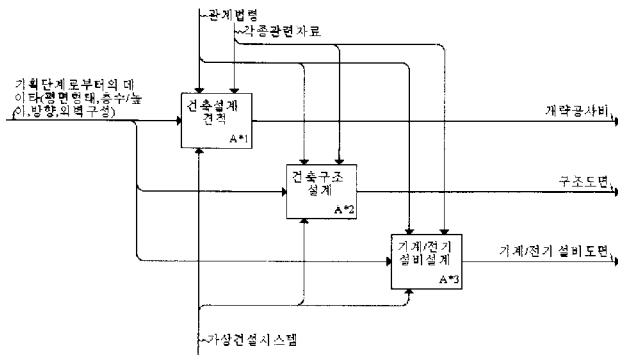 관계법령
각종관련자료
기획단계로부터의 데
이타(평면형태,층수/높
이,방향,외벽구성)
건축설계
견적
A*1
개략공사비
건축구조
설계
A*2
구조도면
기계/전기
설비설계
A*3
기계/전기 설비도면
가상건설시스템